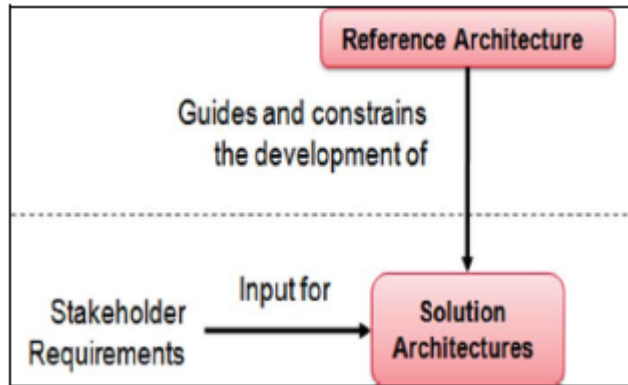 Reference Architecture
Guides and constrains
the development of
Input for
Stakeholder
Requirements
Solution
Architectures